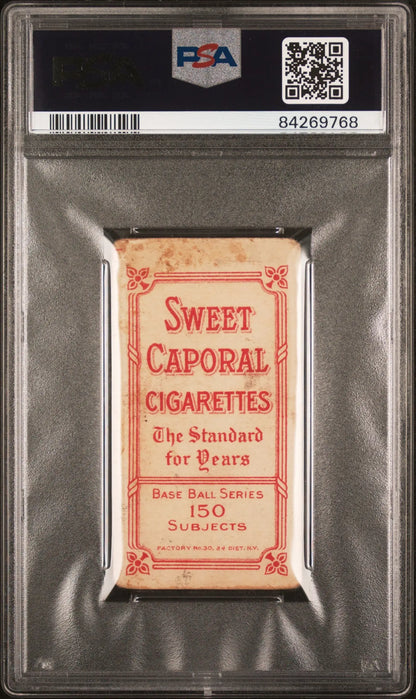 PSA
84269768
SWEET
CAPORAL
CIGARETTES
The Standard
for Years
BASE BALL SERIES
150
SUBJECTS
FACTORY No. 30, 2d DIST. N.Y.